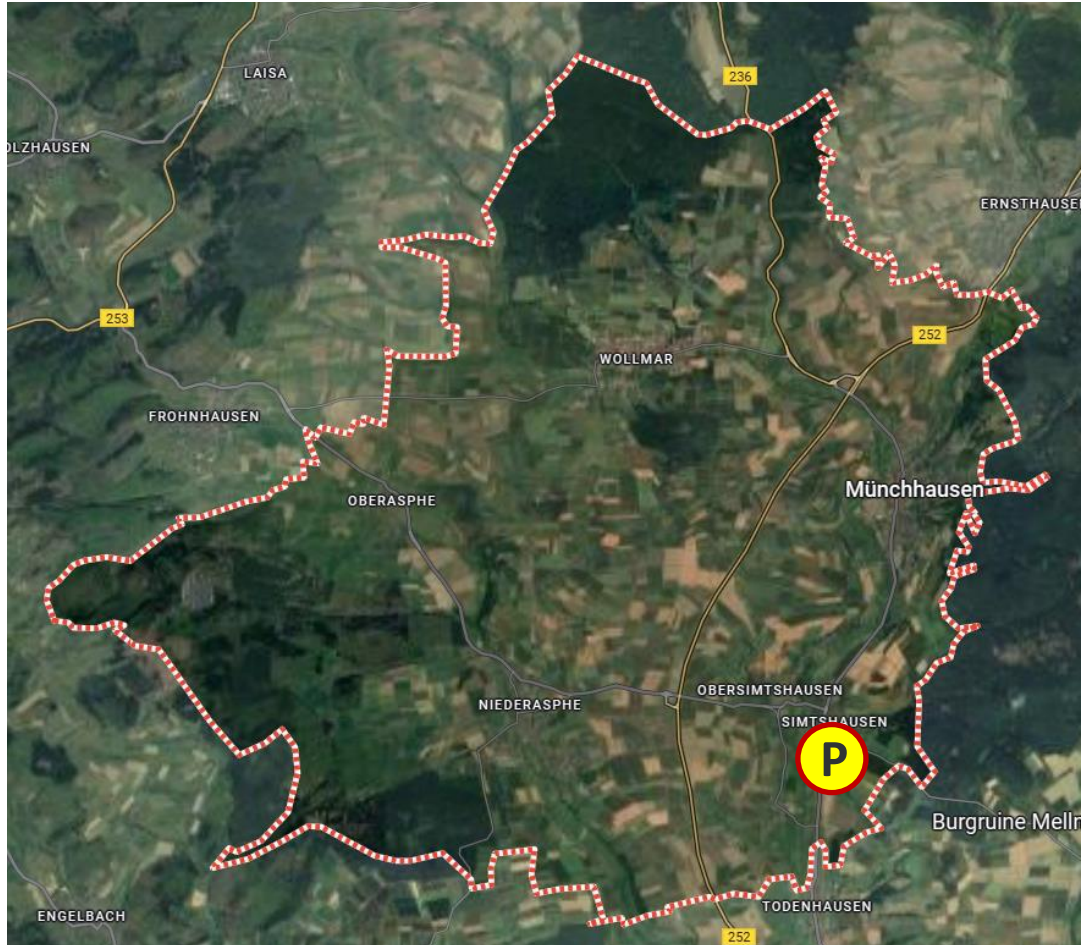 LAISA
236
OLZHAUSEN
ERNSTHAUSEN
253
252
WOLLMAR
FROHNHAUSEN
Münchhausen
OBERASPHE
OBERSIMTSHAUSEN
NIEDERASPHE
SIMTSHAUSEN
P
Burgruine Melln
TODENHAUSEN
ENGELBACH
252